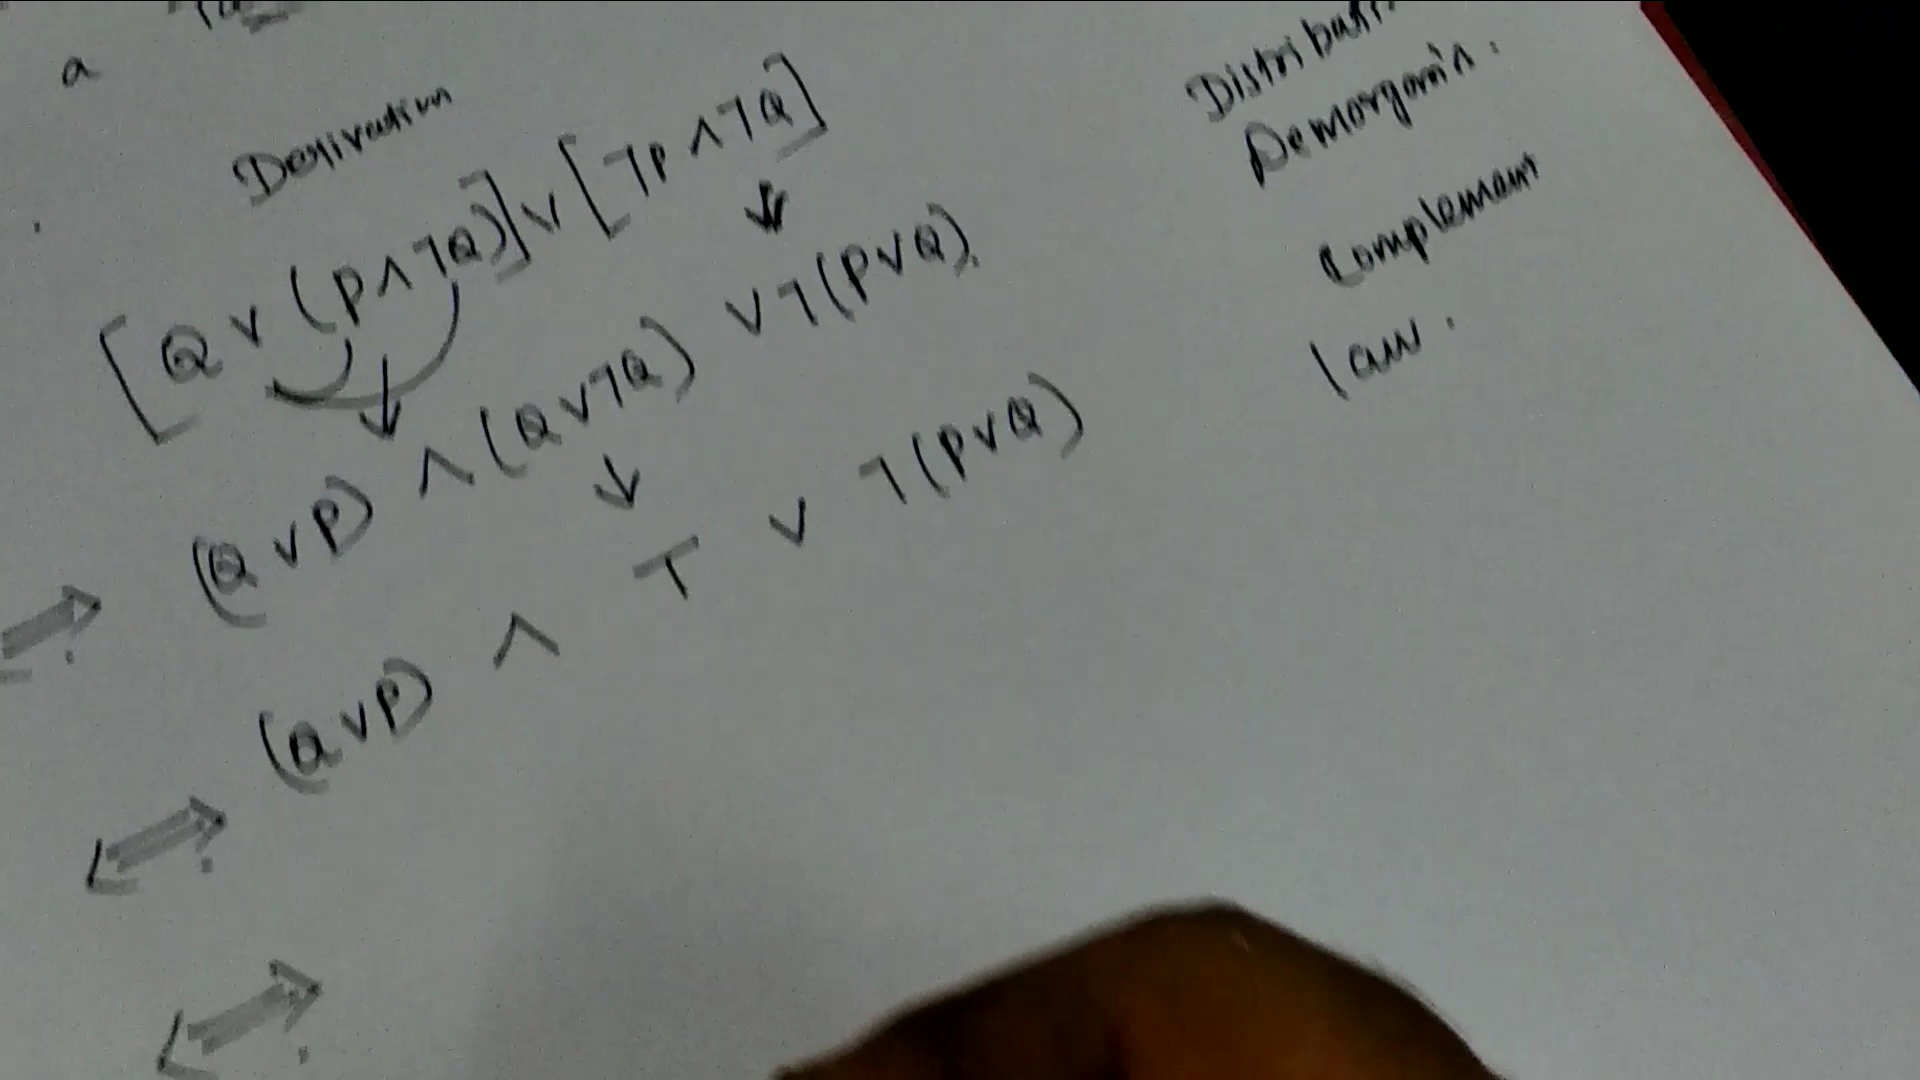 a
Derivation
[Q ∨ (P ∧ ¬Q)] ∨ [¬P ∧ ¬Q]
(Q ∨ P) ∧ (Q ∨ ¬Q) ∨ ¬(P ∨ Q).
(Q ∨ P) ∧ T ∨ ¬(P ∨ Q)
Demorgan's.
Complement
law.